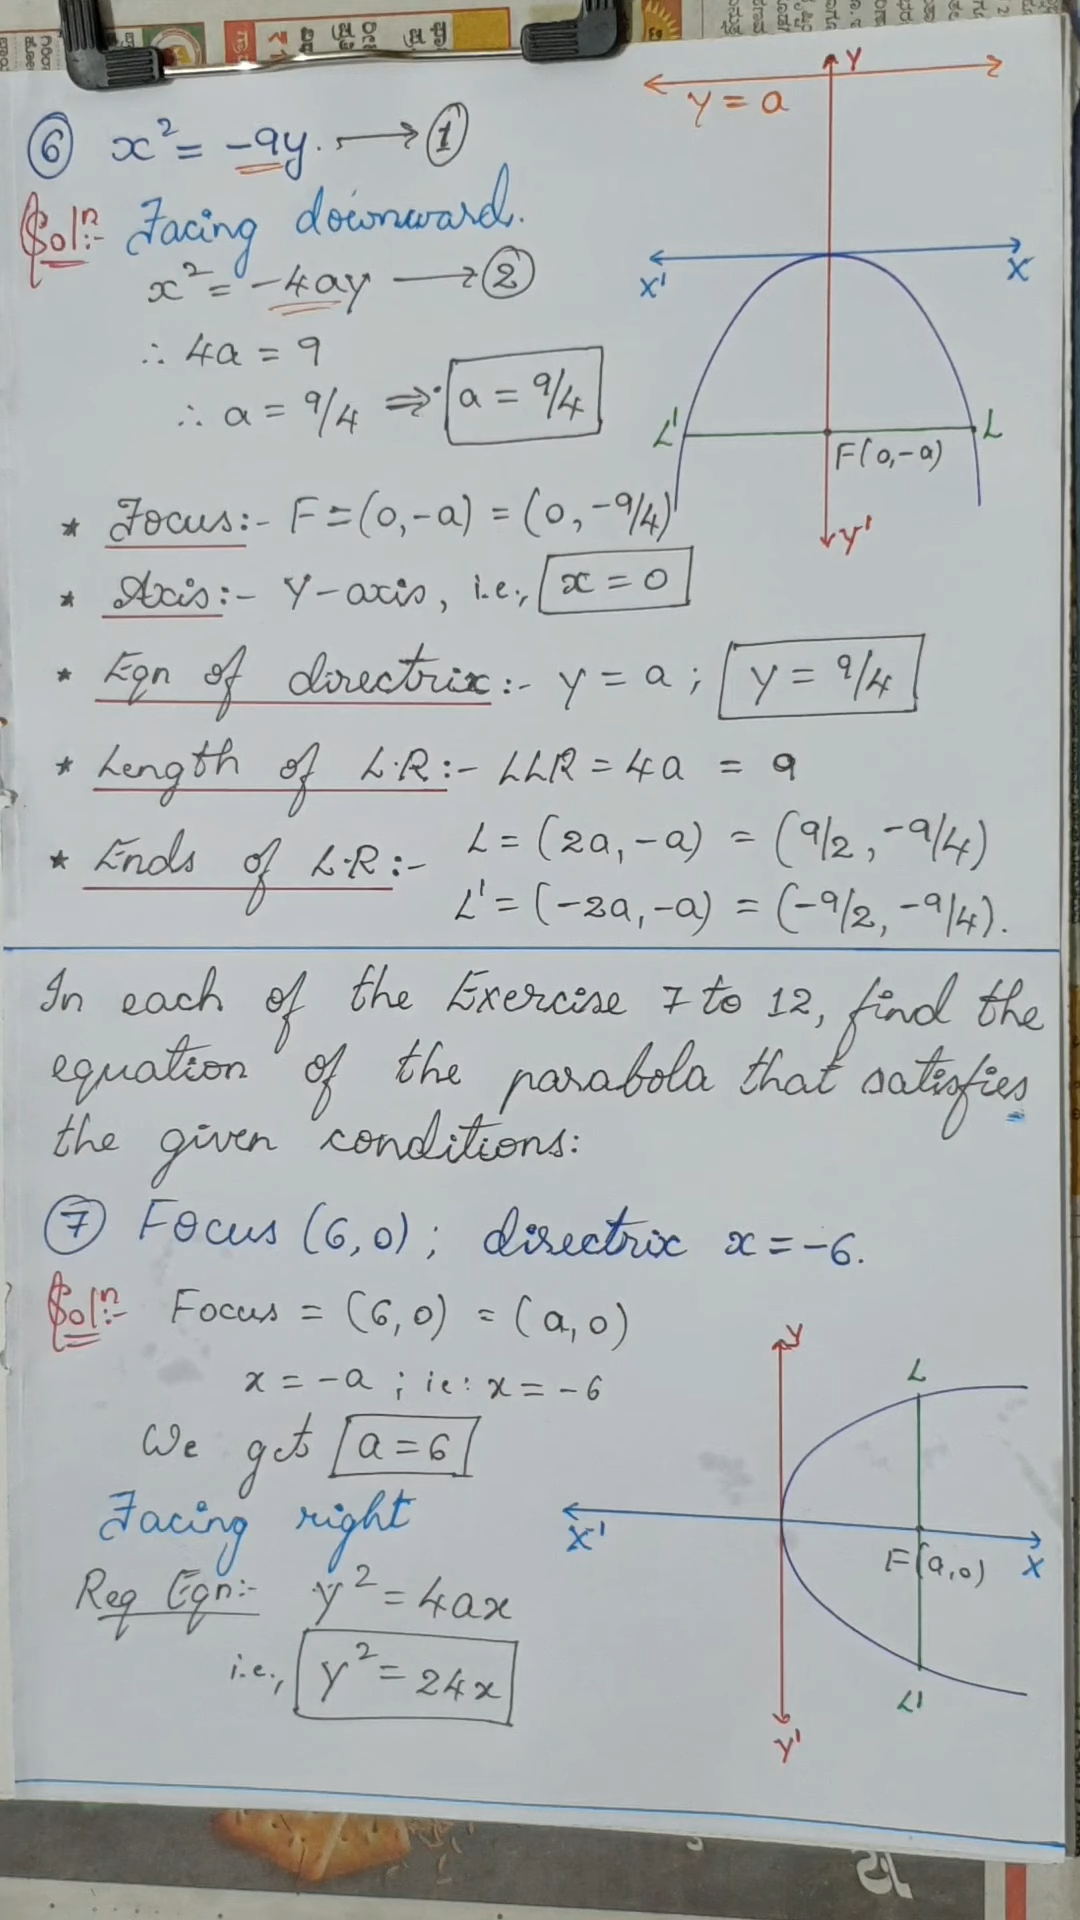 6 x² = -9y. → 1
Solⁿ:- Facing downward.
x² = -4ay → 2
∴ 4a = 9
∴ a = 9/4 ⇒ a = 9/4
Y
y = a
X' X
L' L
F(0,-a)
Y'
* Focus:- F = (0,-a) = (0,-9/4)
* Axis:- Y-axis, i.e., x = 0
* Eqn of directrix:- y = a ; y = 9/4
* Length of L.R:- LLR = 4a = 9
* Ends of L.R:- L = (2a, -a) = (9/2, -9/4)
L' = (-2a, -a) = (-9/2, -9/4).
In each of the Exercise 7 to 12, find the
equation of the parabola that satisfies
the given conditions:
7 Focus (6,0); directrix x = -6.
Solⁿ:- Focus = (6,0) = (a,0)
x = -a ; ie: x = -6
We get a = 6
Facing right
Req Eqn:- y² = 4ax
i.e., y² = 24x
Y
L
X' X
F(a,0)
L'
Y'